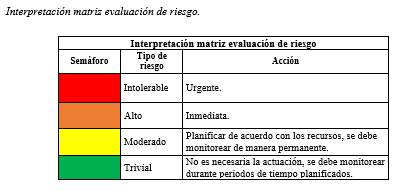 Interpretación matriz evaluación de riesgo.
Interpretación matriz evaluación de riesgo
Semáforo
Tipo de
riesgo
Acción
Intolerable
Urgente.
Alto
Inmediata.
Moderado
Planificar de acuerdo con los recursos, se debe
monitorear de manera permanente.
Trivial
No es necesaria la actuación, se debe monitorear
durante periodos de tiempo planificados.